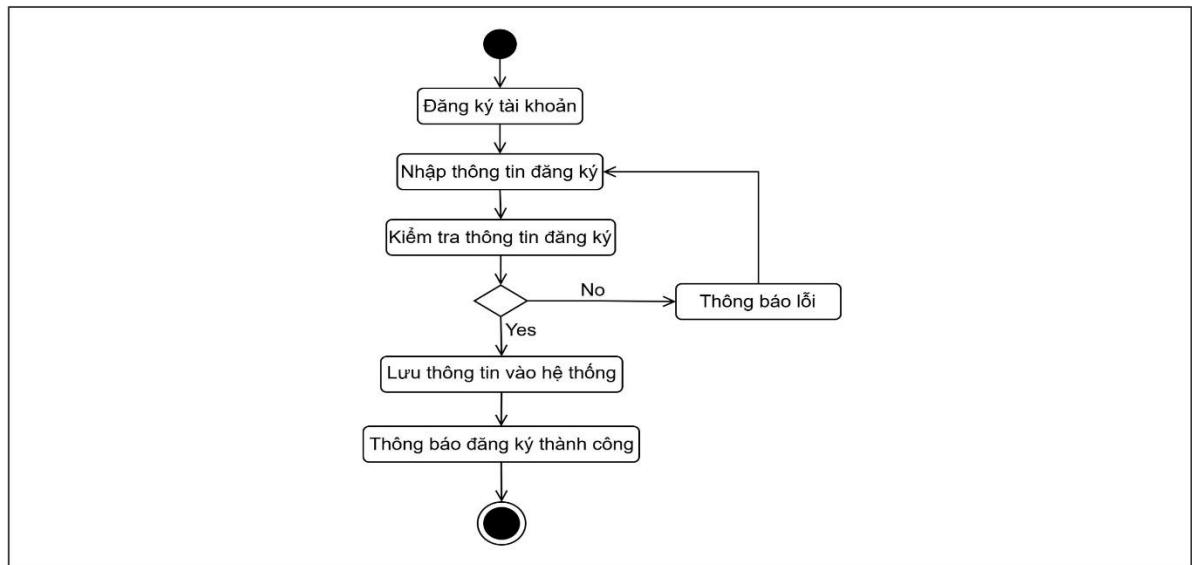 Đăng ký tài khoản
Nhập thông tin đăng ký
Kiểm tra thông tin đăng ký
No
Thông báo lỗi
Yes
Lưu thông tin vào hệ thống
Thông báo đăng ký thành công